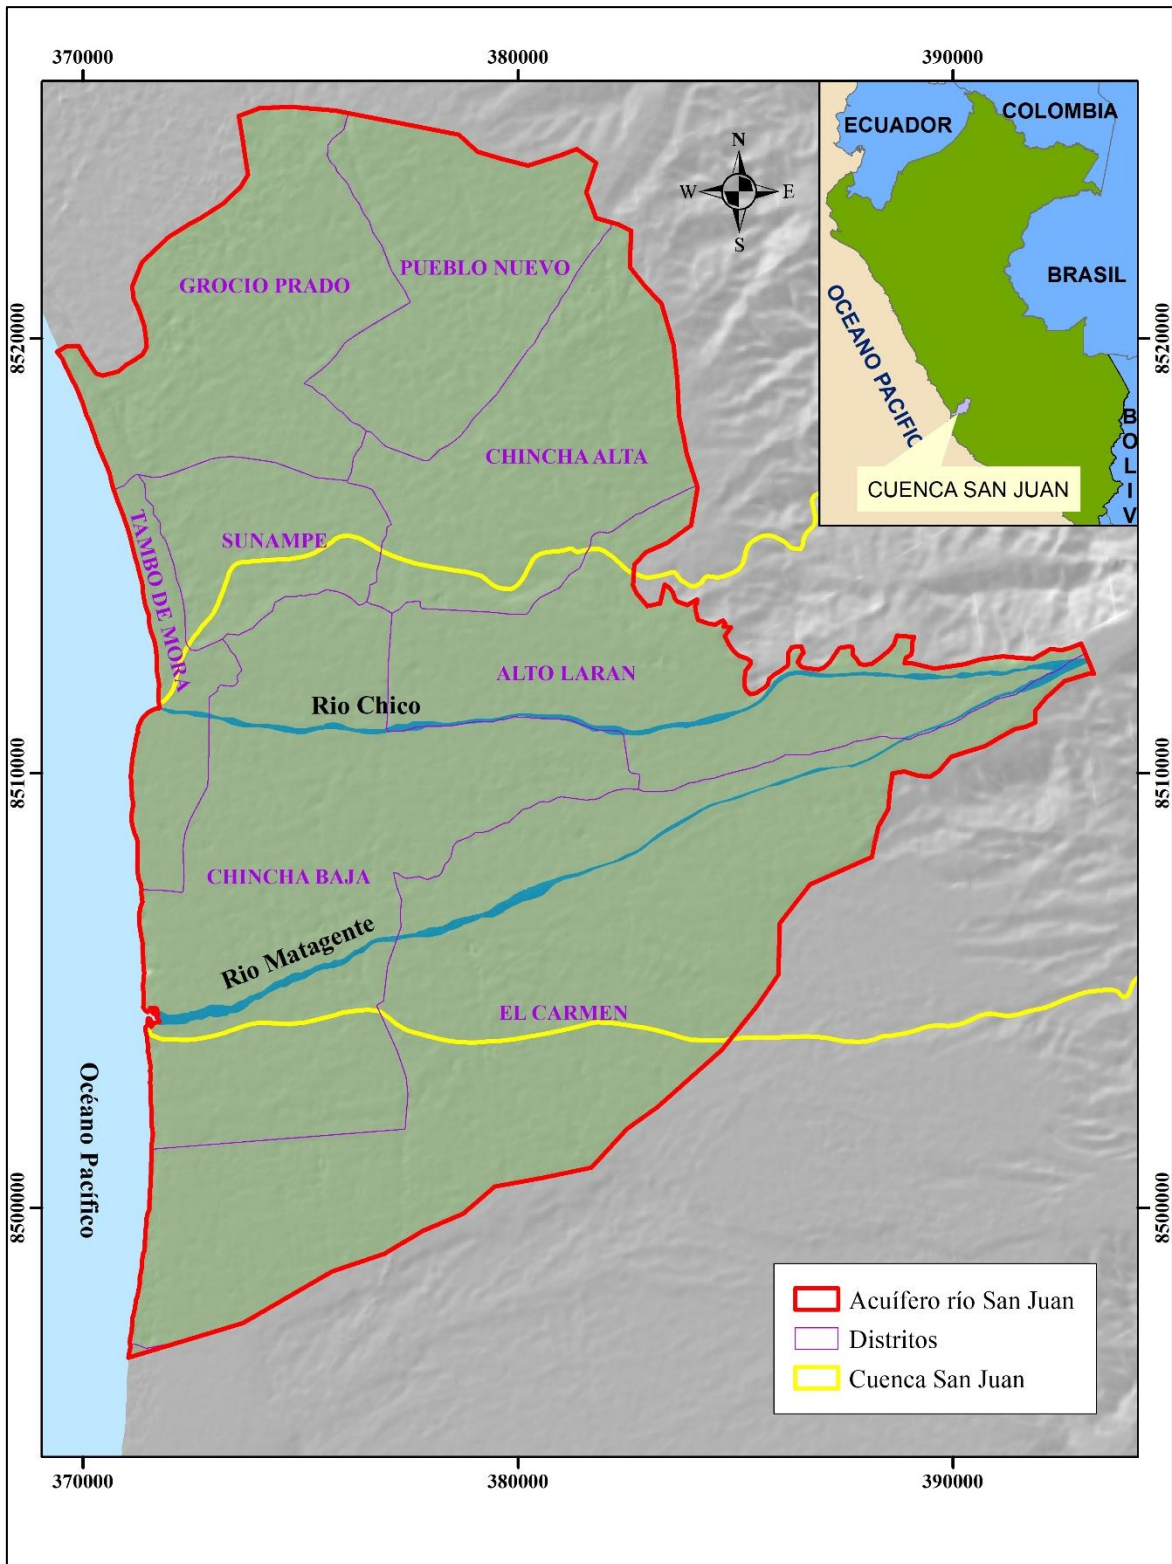 370000
380000
390000
ECUADOR
COLOMBIA
BRASIL
OCEANO PACIFIC
BOLIV
CUENCA SAN JUAN
N
W
E
S
8520000
8520000
GROCIO PRADO
PUEBLO NUEVO
CHINCHA ALTA
TAMBO DE MORA
SUNAMPE
ALTO LARAN
Rio Chico
8510000
8510000
CHINCHA BAJA
Rio Matagente
EL CARMEN
Océano Pacífico
8500000
8500000
Acuífero río San Juan
Distritos
Cuenca San Juan
370000
380000
390000